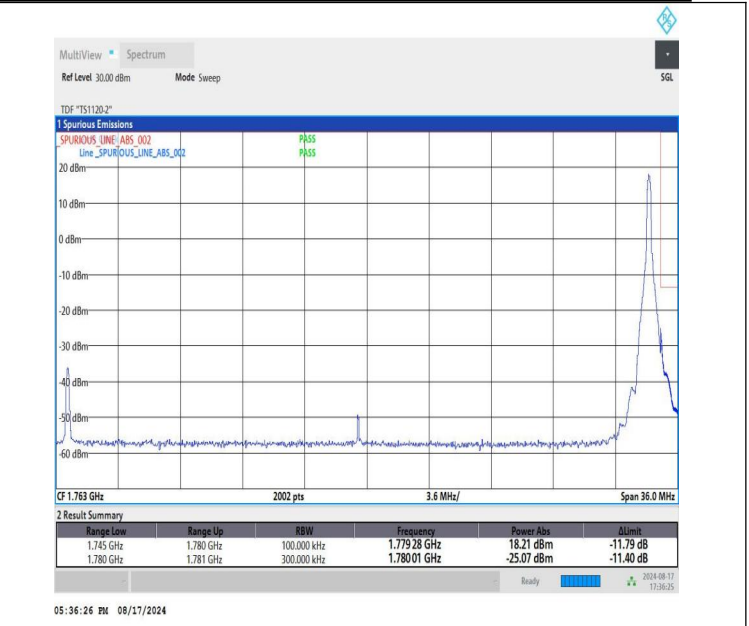 MultiView Spectrum
Ref Level 30.00 dBm Mode Sweep SGL
TDF "TS1120-2"
1 Spurious Emissions
_SPURIOUS_LINE_ABS_002 PASS
Line _SPURIOUS_LINE_ABS_002 PASS
20 dBm
10 dBm
0 dBm
-10 dBm
-20 dBm
-30 dBm
-40 dBm
-50 dBm
-60 dBm
CF 1.763 GHz 2002 pts 3.6 MHz/ Span 36.0 MHz
2 Result Summary
Range Low Range Up RBW Frequency Power Abs ΔLimit
1.745 GHz 1.780 GHz 100.000 kHz 1.779 28 GHz 18.21 dBm -11.79 dB
1.780 GHz 1.781 GHz 300.000 kHz 1.780 01 GHz -25.07 dBm -11.40 dB
Ready 2024-08-17
17:36:25
05:36:26 PM 08/17/2024